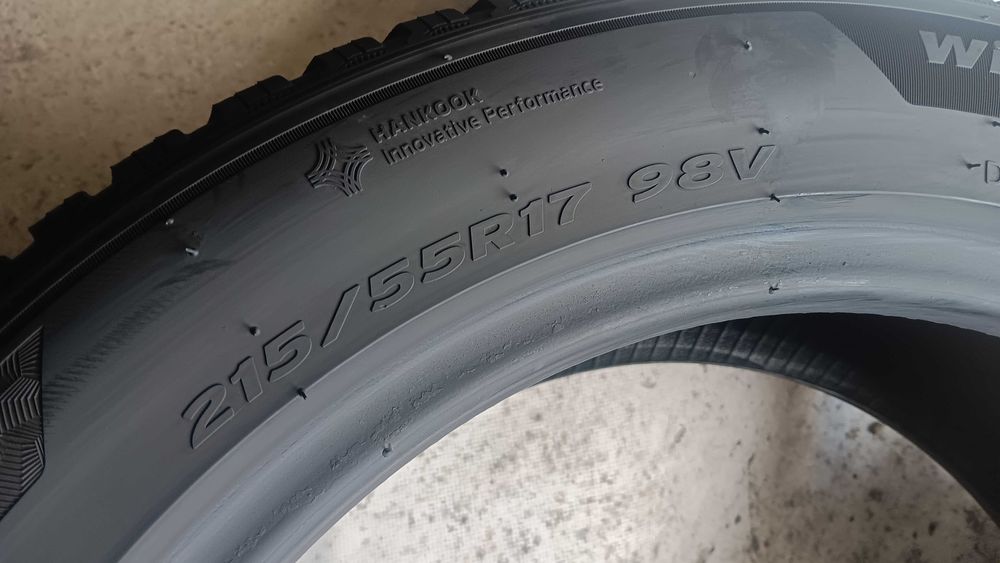 HANKOOK
Innovative Performance
215/55R17 98V